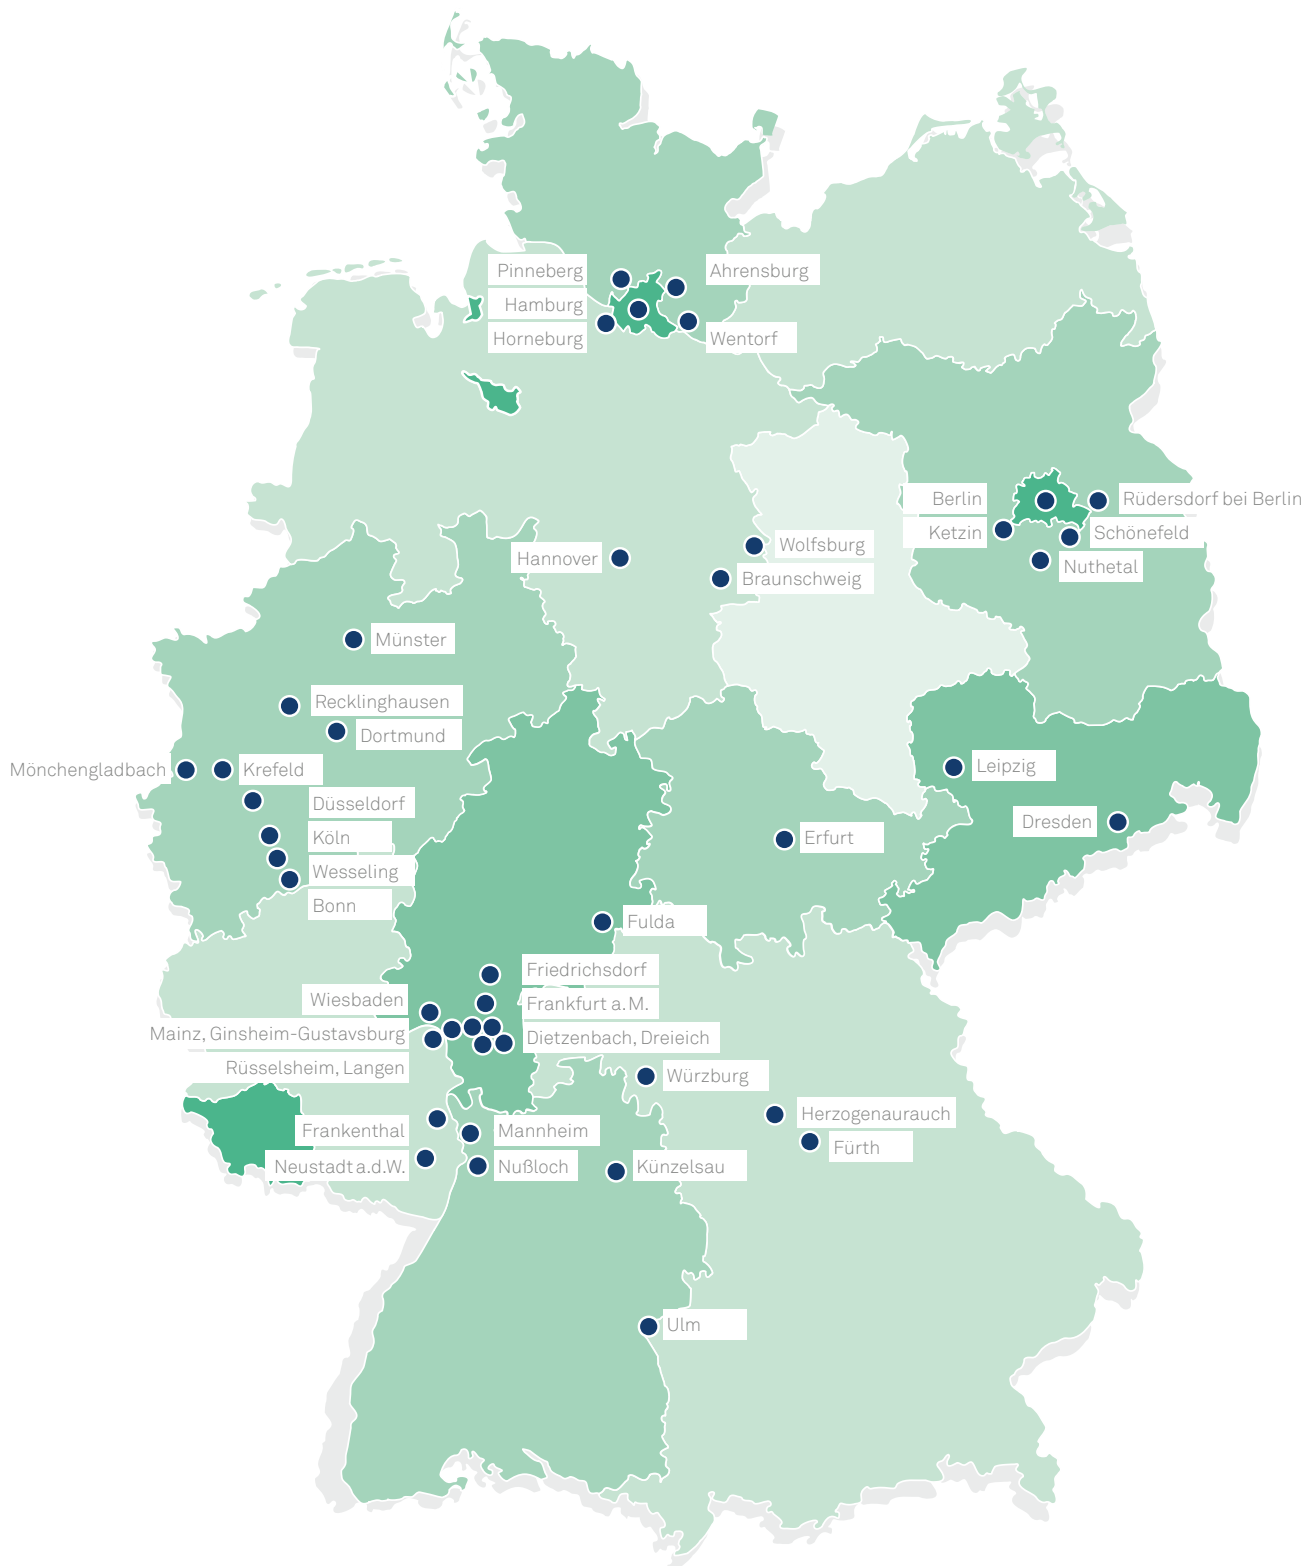 Pinneberg
Ahrensburg
Hamburg
Horneburg
Wentorf
Berlin
Rüdersdorf bei Berlin
Ketzin
Schönefeld
Nuthetal
Hannover
Wolfsburg
Braunschweig
Münster
Recklinghausen
Dortmund
Mönchengladbach
Krefeld
Düsseldorf
Köln
Wesseling
Bonn
Leipzig
Dresden
Erfurt
Fulda
Friedrichsdorf
Wiesbaden
Frankfurt a.M.
Mainz, Ginsheim-Gustavsburg
Dietzenbach, Dreieich
Rüsselsheim, Langen
Würzburg
Herzogenaurauch
Frankenthal
Mannheim
Fürth
Neustadt a.d.W.
Nußloch
Künzelsau
Ulm